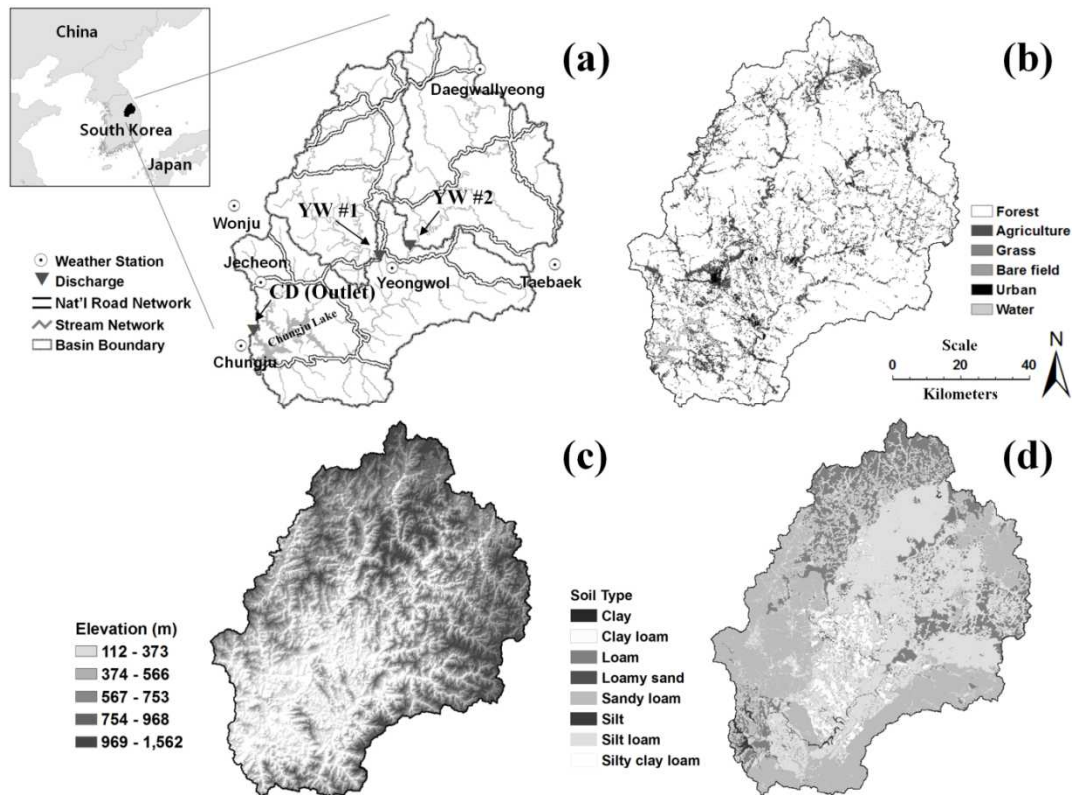 China
South Korea
Japan
(a)
Daegwallyeong
YW #1
YW #2
Wonju
Jecheon
Yeongwol
Taebaek
CD (Outlet)
Chungju Lake
Chungju
Weather Station
Discharge
Nat'l Road Network
Stream Network
Basin Boundary
(b)
Forest
Agriculture
Grass
Bare field
Urban
Water
Scale
0 20 40
Kilometers
N
(c)
Elevation (m)
112 - 373
374 - 566
567 - 753
754 - 968
969 - 1,562
(d)
Soil Type
Clay
Clay loam
Loam
Loamy sand
Sandy loam
Silt
Silt loam
Silty clay loam